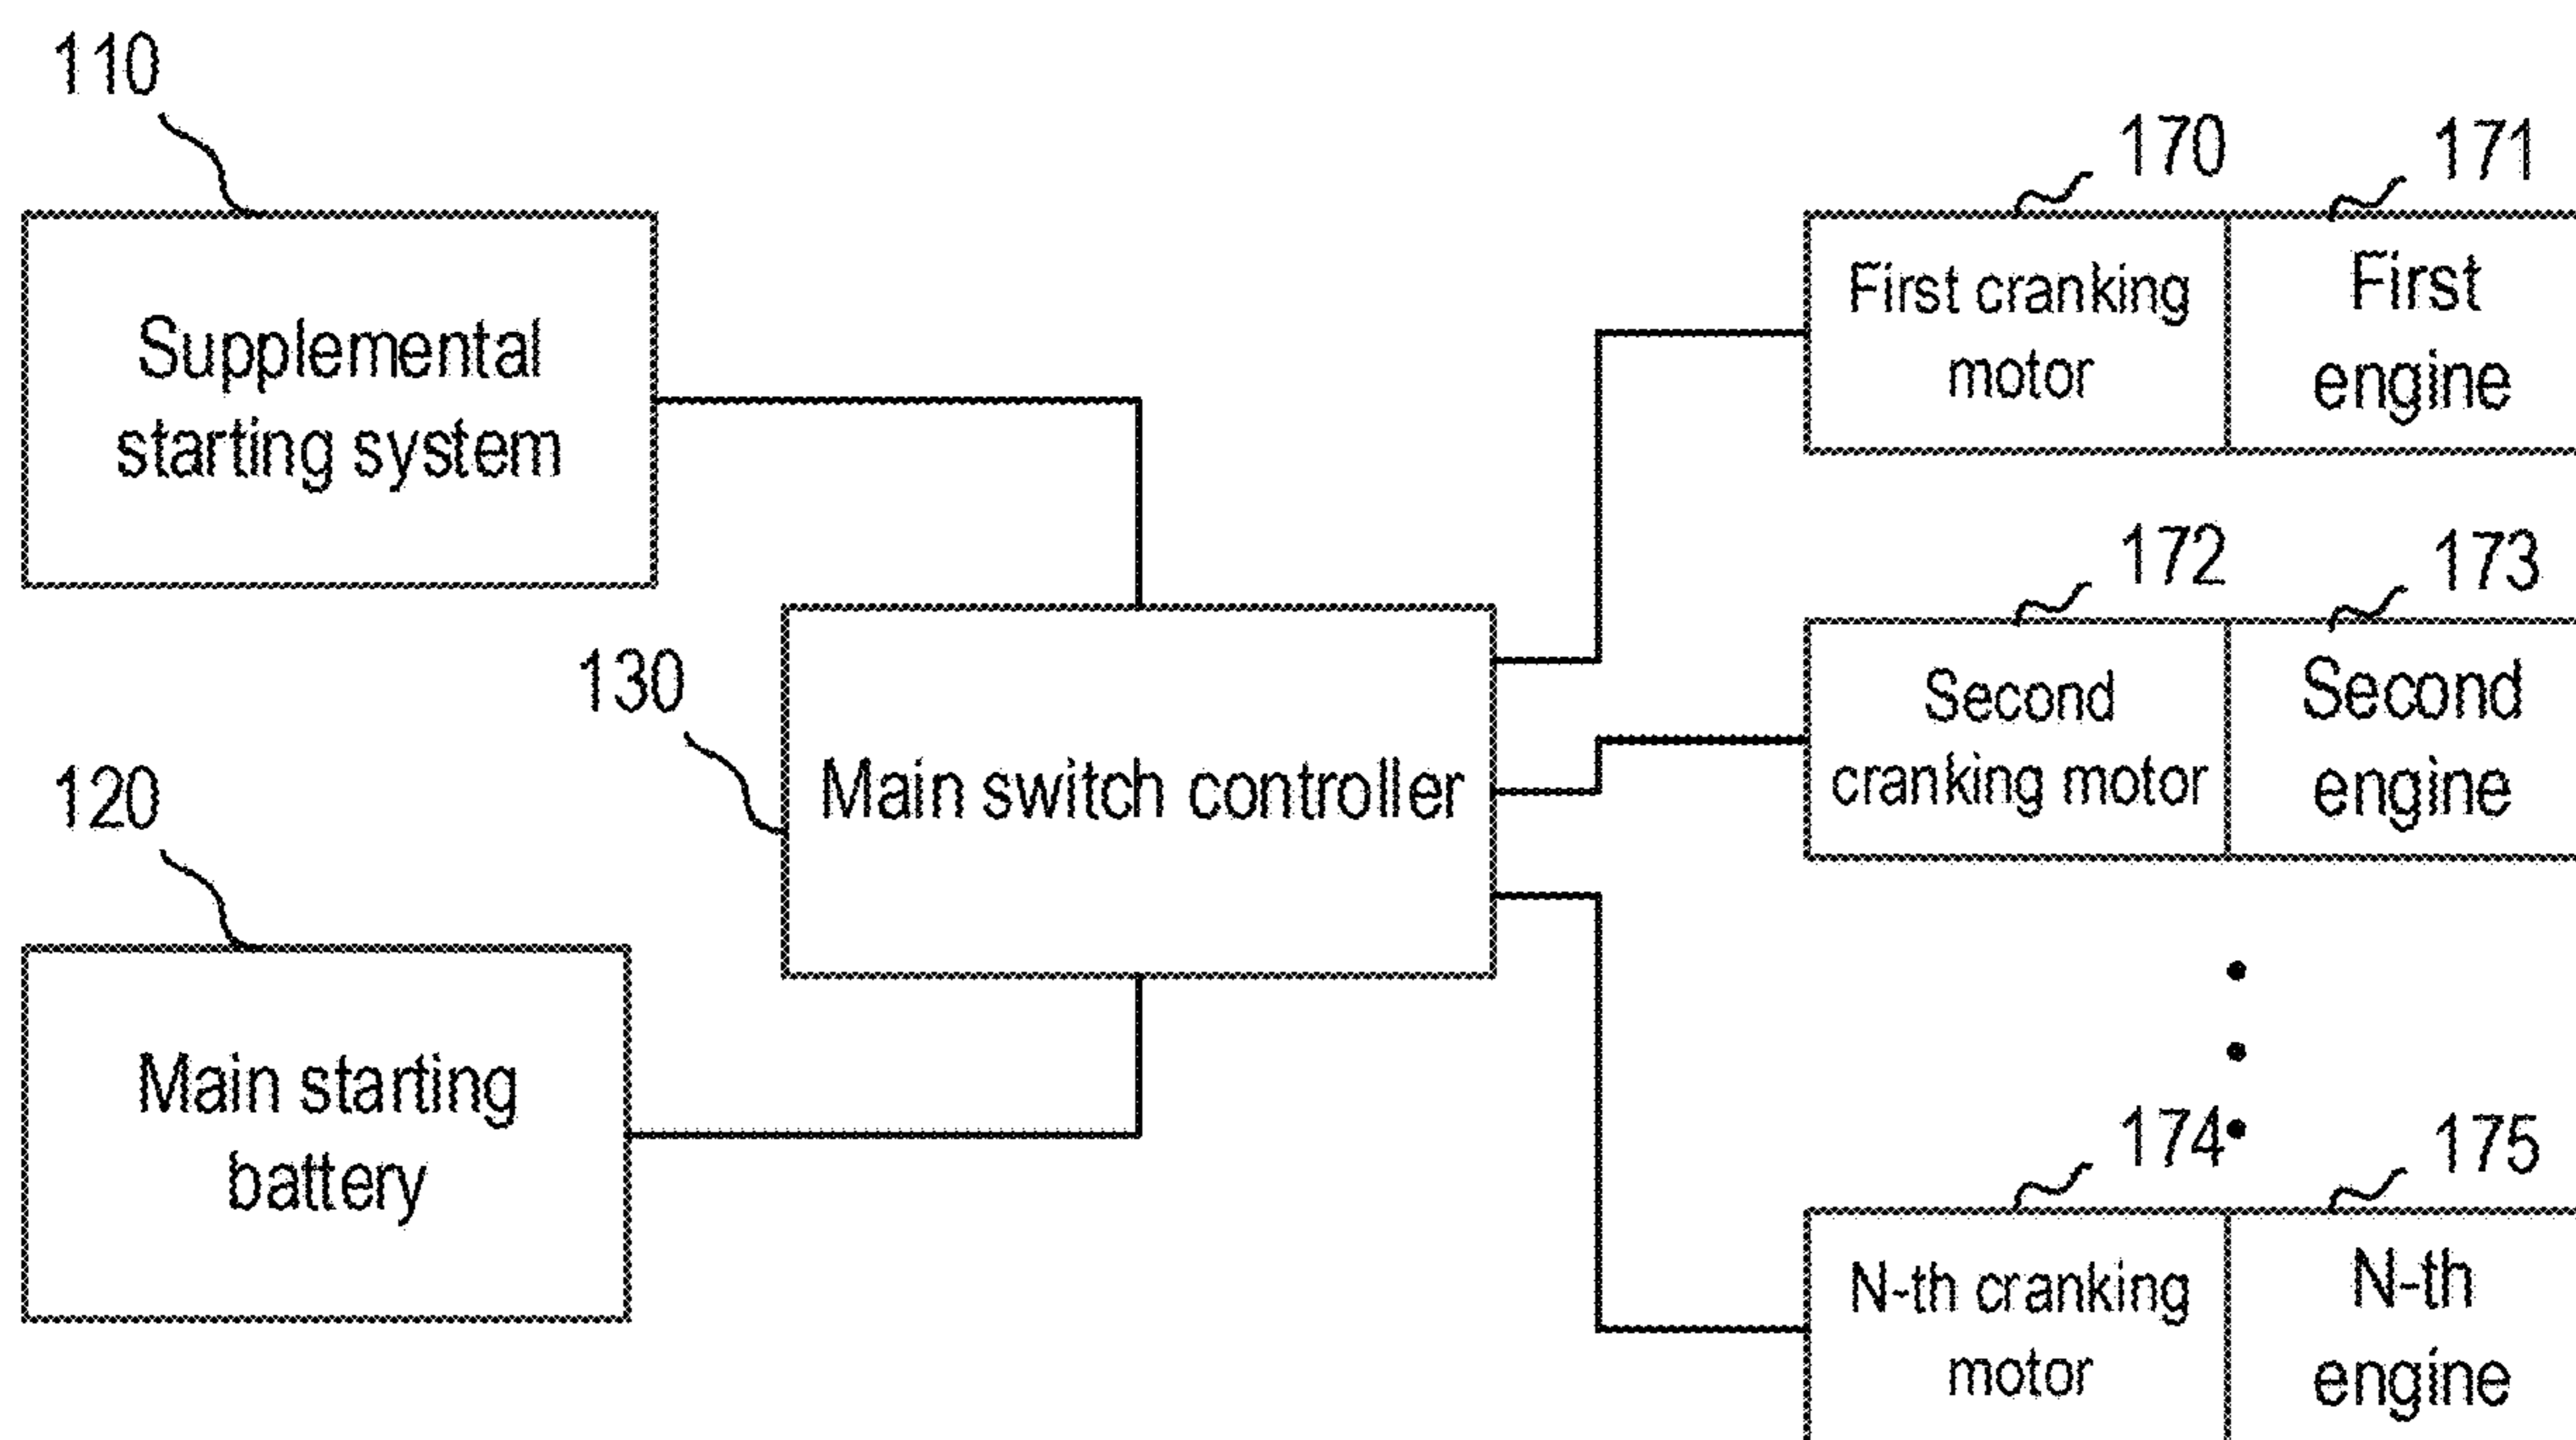 110
Supplemental
starting system
120
Main starting
battery
130
Main switch controller
170
First cranking
motor
171
First
engine
172
Second
cranking motor
173
Second
engine
174
N-th cranking
motor
175
N-th
engine